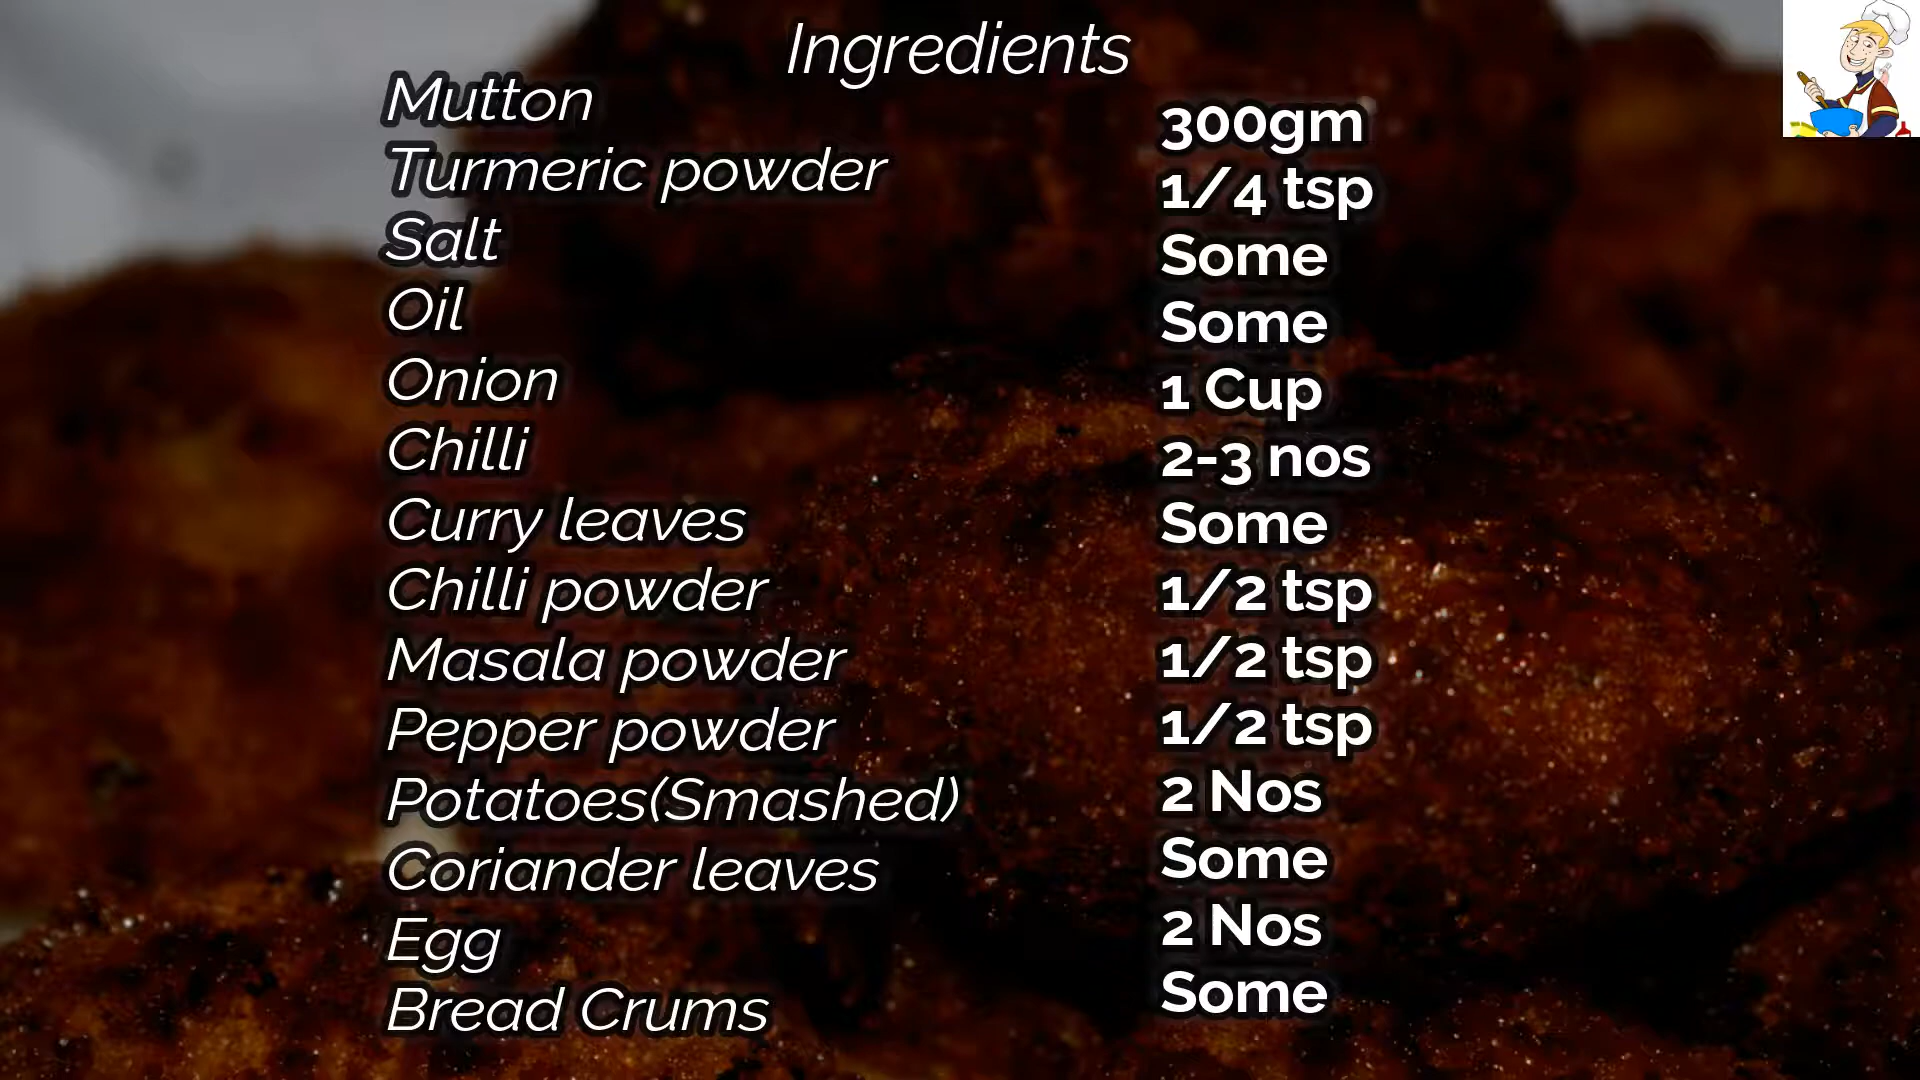 Ingredients
Mutton 300gm
Turmeric powder 1/4 tsp
Salt Some
Oil Some
Onion 1 Cup
Chilli 2-3 nos
Curry leaves Some
Chilli powder 1/2 tsp
Masala powder 1/2 tsp
Pepper powder 1/2 tsp
Potatoes(Smashed) 2 Nos
Coriander leaves Some
Egg 2 Nos
Bread Crums Some